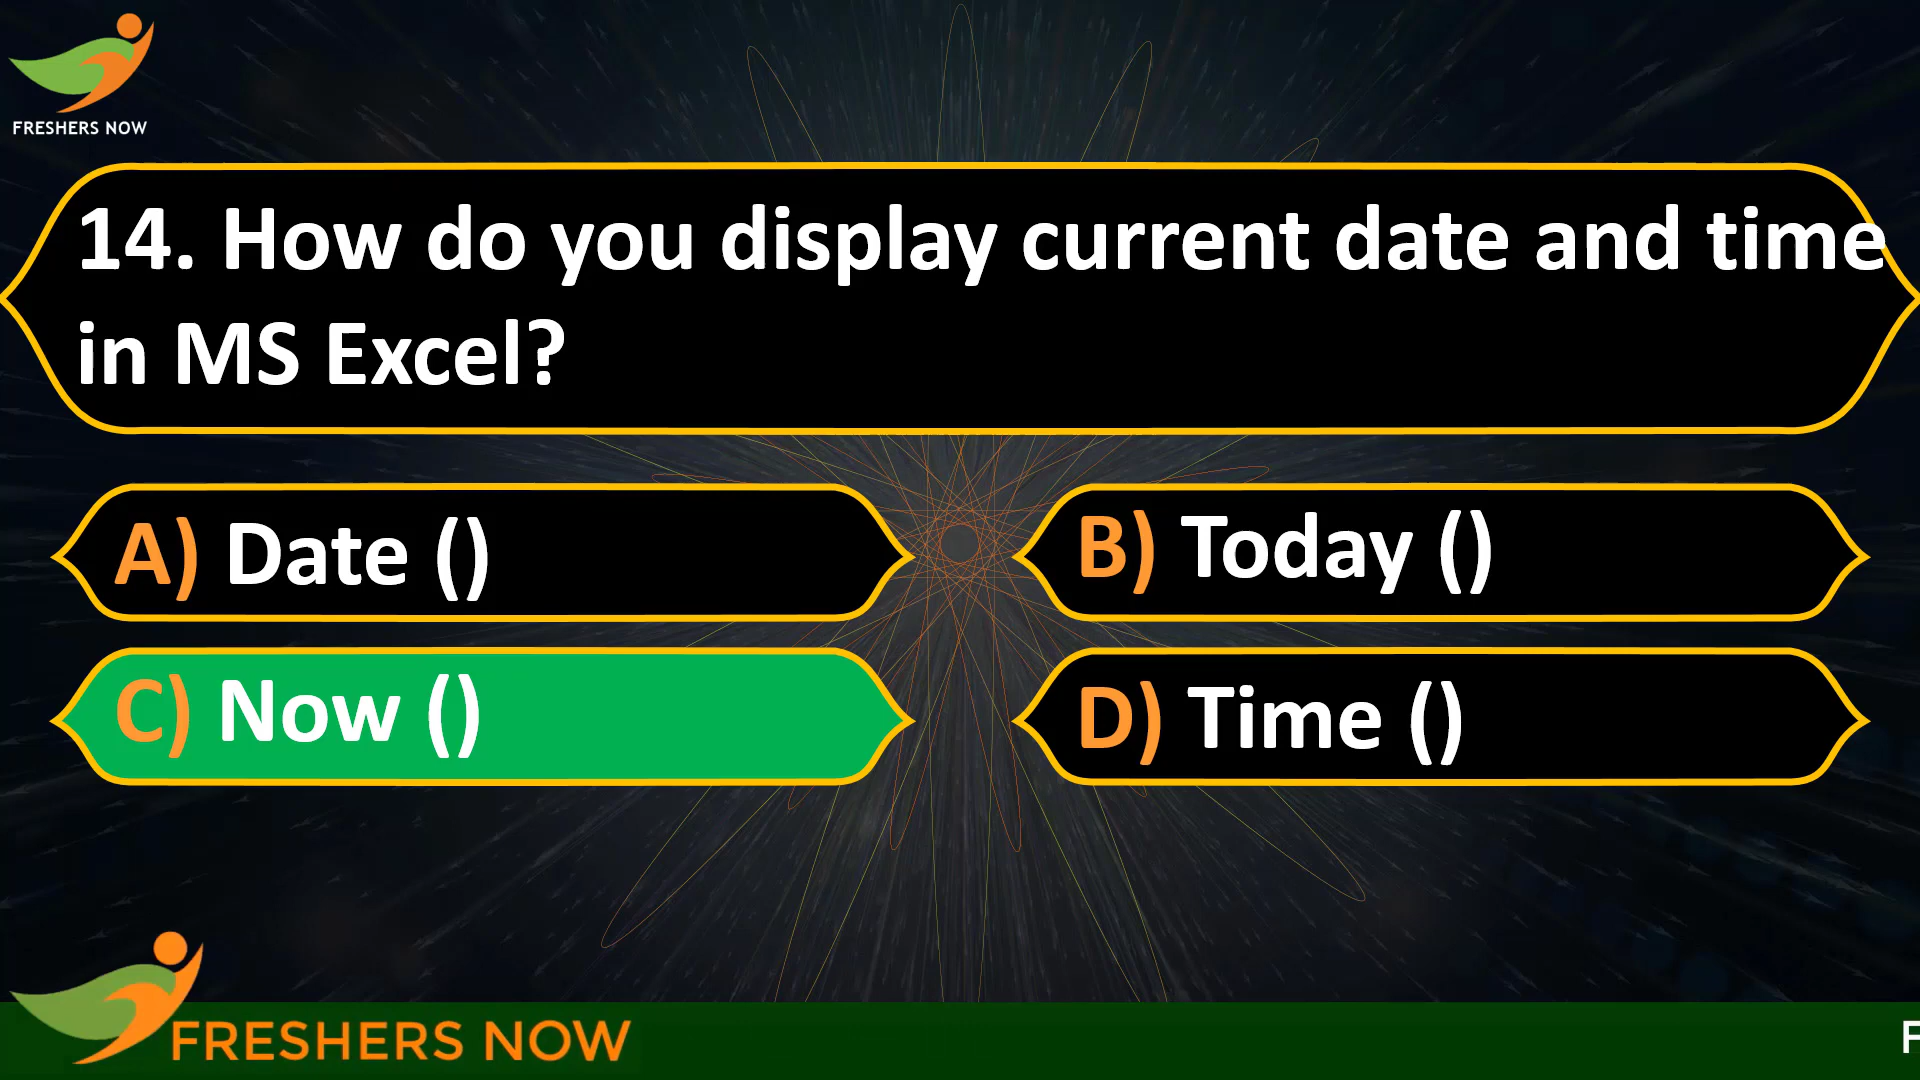 FRESHERS NOW
14. How do you display current date and time
in MS Excel?
A) Date ()
B) Today ()
C) Now ()
D) Time ()
FRESHERS NOW
F